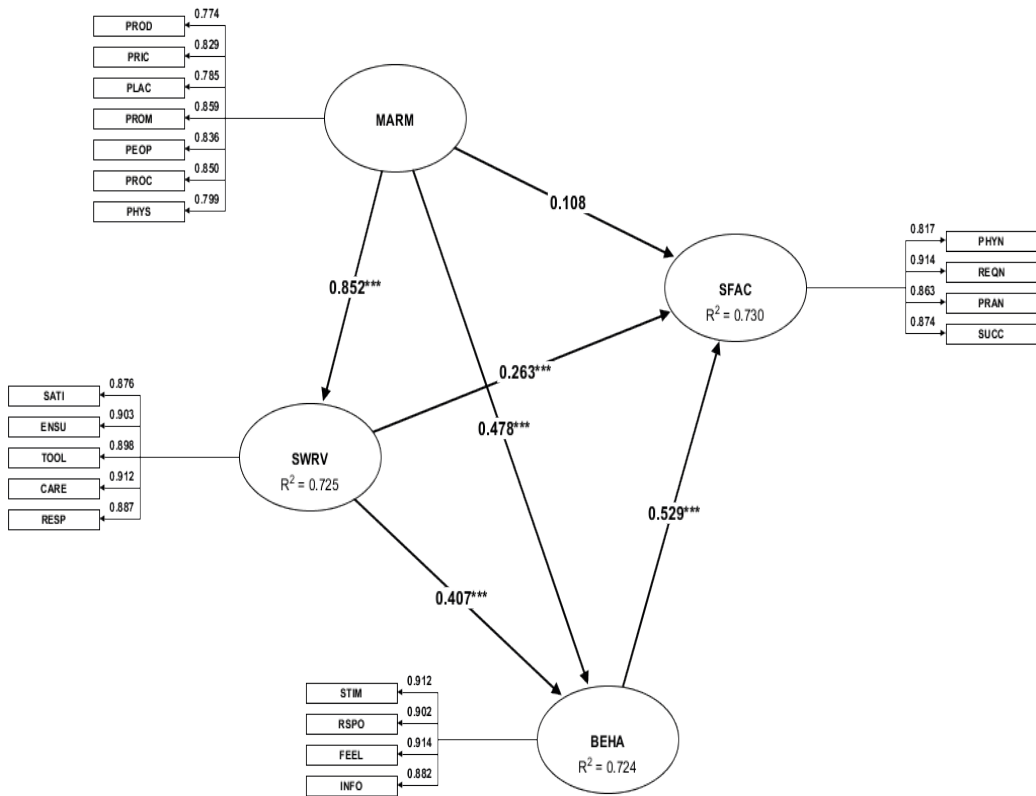 0.774
PROD
0.829
PRIC
0.785
PLAC
0.859
PROM
0.836
PEOP
0.850
PROC
0.799
PHYS
MARM
0.108
0.817
PHYN
0.914
REQN
0.863
PRAN
0.874
SUCC
SFAC
R² = 0.730
0.852***
0.263***
0.478***
0.876
SATI
0.903
ENSU
0.898
TOOL
0.912
CARE
0.887
RESP
SWRV
R² = 0.725
0.529***
0.407***
0.912
STIM
0.902
RSPO
0.914
FEEL
0.882
INFO
BEHA
R² = 0.724